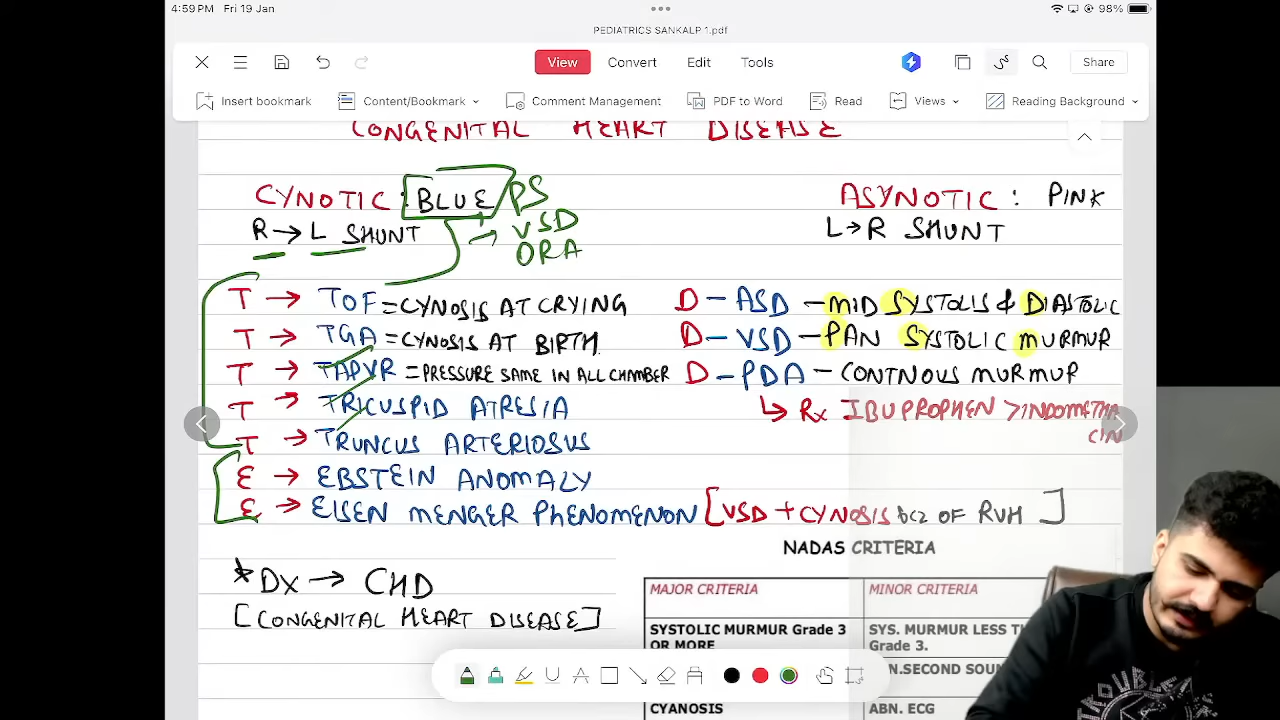 4:59 PM Fri 19 Jan
98%
PEDIATRICS SANKALP 1.pdf
View Convert Edit Tools Share
Insert bookmark Content/Bookmark Comment Management PDF to Word Read Views Reading Background
CONGENITAL HEART DISEASE
CYNOTIC : BLUE PS
R → L SHUNT → VSD
ORA
ASYNOTIC : PINK
L → R SHUNT
T → TOF = CYNOSIS AT CRYING
T → TGA = CYNOSIS AT BIRTH
T → TAPVR = PRESSURE SAME IN ALL CHAMBER
T → TRICUSPID ATRESIA
T → TRUNCUS ARTERIOSUS
E → EBSTEIN ANOMALY
E → EISEN MENGER PHENOMENON [VSD + CYNOSIS bcz OF RVH ]
D - ASD - MID SYSTOLIS & DIASTOLIC
D - VSD - PAN SYSTOLIC MURMUR
D - PDA - CONTNOUS MURMUR
↳ Rx IBUPROPHEN > INDOMETHA
CIN
* Dx → CHD
[CONGENITAL HEART DISEASE]
NADAS CRITERIA
MAJOR CRITERIA MINOR CRITERIA
SYSTOLIC MURMUR Grade 3
OR MORE
SYS. MURMUR LESS
Grade 3.
SECOND
CYANOSIS ABN. ECG